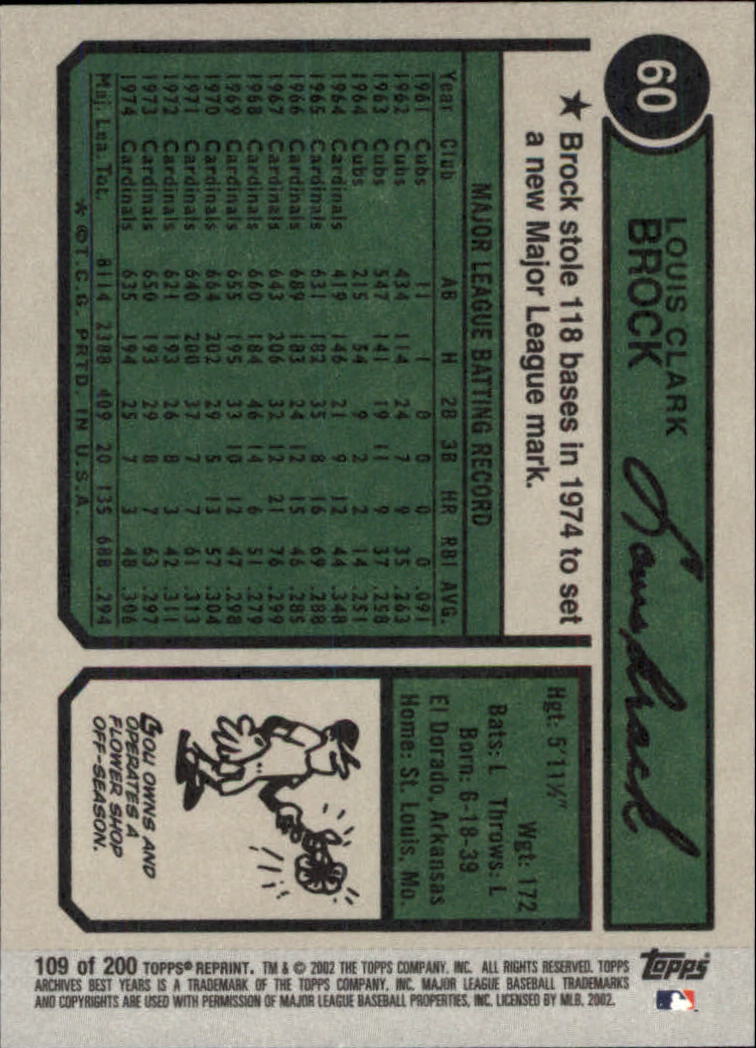 60
LOUIS CLARK
BROCK
Lou Brock
★ Brock stole 118 bases in 1974 to set
a new Major League mark.
MAJOR LEAGUE BATTING RECORD
Year Club AB H 2B 3B HR RBI AVG.
1961 Cubs 11 1 0 0 0 0 .091
1962 Cubs 434 114 24 7 9 35 .263
1963 Cubs 547 141 19 11 9 37 .258
1964 Cubs 215 54 9 2 2 14 .251
1964 Cardinals 419 146 21 9 12 44 .348
1965 Cardinals 631 182 35 8 16 69 .288
1966 Cardinals 689 183 24 12 15 46 .285
1967 Cardinals 643 206 32 12 21 76 .299
1968 Cardinals 660 184 46 14 6 51 .279
1969 Cardinals 655 195 33 10 12 47 .298
1970 Cardinals 664 202 29 5 13 57 .304
1971 Cardinals 640 200 37 7 7 61 .313
1972 Cardinals 621 193 26 8 3 42 .311
1973 Cardinals 650 193 29 8 7 63 .297
1974 Cardinals 635 194 25 7 3 48 .306
Maj. Lea. Tot. 8114 2388 409 20 135 688 .294
* © T.C.G. PRTD. IN U.S.A.
Hgt: 5'11½" Wgt: 172
Bats: L Throws: L
Born: 6-18-39
El Dorado, Arkansas
Home: St. Louis, Mo.
LOU OWNS AND
OPERATES A
FLOWER SHOP
OFF-SEASON.
109 of 200 TOPPS® REPRINT. TM & © 2002 THE TOPPS COMPANY, INC. ALL RIGHTS RESERVED. TOPPS
ARCHIVES BEST YEARS IS A TRADEMARK OF THE TOPPS COMPANY, INC. MAJOR LEAGUE BASEBALL TRADEMARKS
AND COPYRIGHTS ARE USED WITH PERMISSION OF MAJOR LEAGUE BASEBALL PROPERTIES, INC. LICENSED BY MLB. 2002.
topps